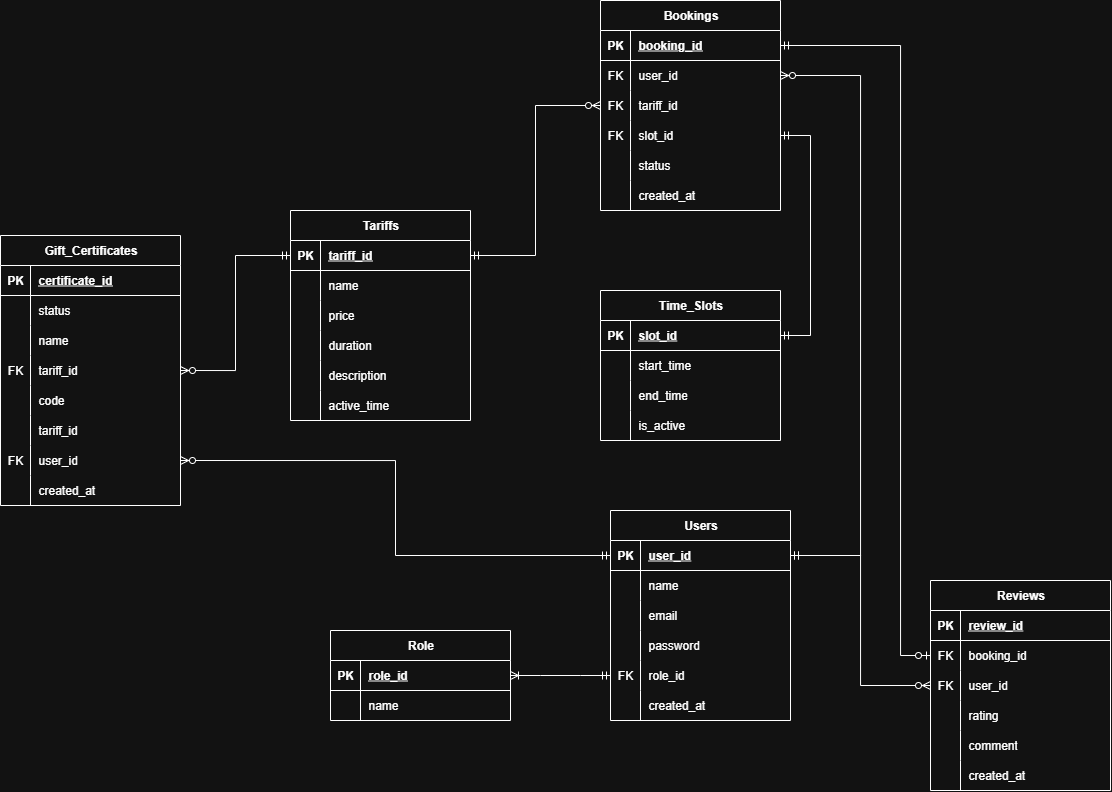 Bookings
PK booking_id
FK user_id
FK tariff_id
FK slot_id
status
created_at
Tariffs
PK tariff_id
name
price
duration
description
active_time
Gift_Certificates
PK certificate_id
status
name
FK tariff_id
code
tariff_id
FK user_id
created_at
Time_Slots
PK slot_id
start_time
end_time
is_active
Users
PK user_id
name
email
password
FK role_id
created_at
Role
PK role_id
name
Reviews
PK review_id
FK booking_id
FK user_id
rating
comment
created_at